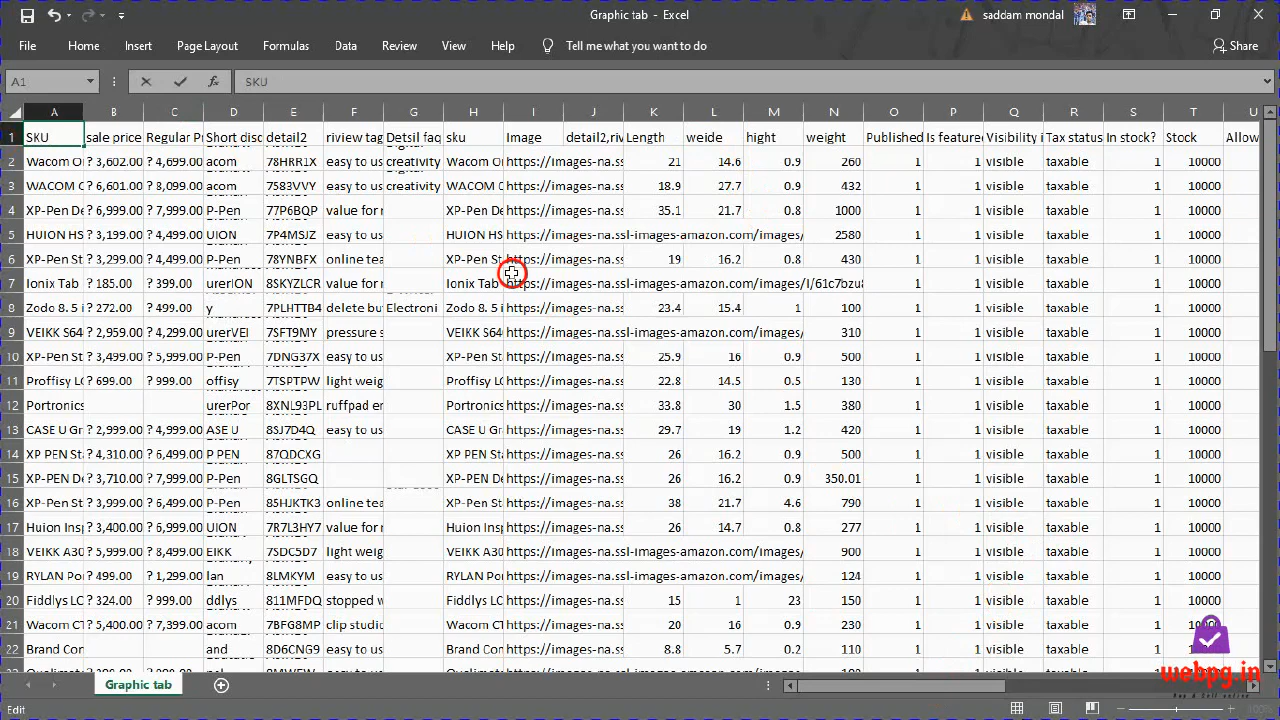 Graphic tab - Excel
saddam mondal
File Home Insert Page Layout Formulas Data Review View Help Tell me what you want to do Share
A1 fx SKU
A B C D E F G H I J K L M N O P Q R S T U
1 SKU sale price Regular Pr Short disc detail2 riview tag Detsil faq sku Image detail2,riv Length weide hight weight Published Is feature Visibility i Tax status In stock? Stock Allow
2 Wacom O ? 3,602.00 ? 4,699.00 acom 78HRR1X easy to us creativity Wacom O https://images-na.ss 21 14.6 0.9 260 1 1 visible taxable 1 10000
3 WACOM C ? 6,601.00 ? 8,099.00 acom 7583VVY easy to us creativity WACOM C https://images-na.ss 18.9 27.7 0.9 432 1 1 visible taxable 1 10000
4 XP-Pen De ? 6,999.00 ? 7,999.00 P-Pen 77P6BQP value for r XP-Pen De https://images-na.ss 35.1 21.7 0.8 1000 1 1 visible taxable 1 10000
5 HUION HS ? 3,199.00 ? 4,499.00 UION 7P4MSJZ easy to us HUION HS https://images-na.ssl-images-amazon.com/images/ 2580 1 1 visible taxable 1 10000
6 XP-Pen St ? 3,299.00 ? 4,499.00 P-Pen 78YNBFX online tea XP-Pen St https://images-na.ss 19 16.2 0.8 430 1 1 visible taxable 1 10000
7 Ionix Tab ? 185.00 ? 399.00 urerION 8SKYZLCR value for r Ionix Tab https://images-na.ssl-images-amazon.com/images/I/61c7bzu 1 1 visible taxable 1 10000
8 Zodo 8. 5 i ? 272.00 ? 499.00 y 7PLHTTB4 delete bu Electroni Zodo 8. 5 i https://images-na.ss 23.4 15.4 1 100 1 1 visible taxable 1 10000
9 VEIKK S64 ? 2,959.00 ? 4,299.00 urerVEI 7SFT9MY pressure s VEIKK S64 https://images-na.ssl-images-amazon.com/images/ 310 1 1 visible taxable 1 10000
10 XP-Pen St ? 3,499.00 ? 5,999.00 P-Pen 7DNG37X easy to us XP-Pen St https://images-na.ss 25.9 16 0.9 500 1 1 visible taxable 1 10000
11 Proffisy LC ? 699.00 ? 999.00 offisy 7TSPTPW light weig Proffisy LC https://images-na.ss 22.8 14.5 0.5 130 1 1 visible taxable 1 10000
12 Portronics urerPor 8XNL93PL ruffpad er Portronics https://images-na.ss 33.8 30 1.5 380 1 1 visible taxable 1 10000
13 CASE U Gr ? 2,999.00 ? 4,999.00 ASE U 8SJ7D4Q easy to us CASE U Gr https://images-na.ss 29.7 19 1.2 420 1 1 visible taxable 1 10000
14 XP PEN St ? 4,310.00 ? 6,499.00 P PEN 87QDCXG XP PEN St https://images-na.ss 26 16.2 0.9 500 1 1 visible taxable 1 10000
15 XP-PEN De ? 3,710.00 ? 7,999.00 P-Pen 8GLTSGQ XP-PEN De https://images-na.ss 26 16.7 0.9 350.01 1 1 visible taxable 1 10000
16 XP-Pen St ? 3,999.00 ? 6,499.00 P-Pen 85HJKTK3 online tea XP-Pen St https://images-na.ss 38 21.7 4.6 790 1 1 visible taxable 1 10000
17 Huion Insp ? 3,400.00 ? 6,999.00 UION 7R7L3HY7 value for r Huion Insp https://images-na.ss 26 14.7 0.8 277 1 1 visible taxable 1 10000
18 VEIKK A30 ? 5,999.00 ? 8,499.00 EIKK 7SDC5D7 light weig VEIKK A30 https://images-na.ssl-images-amazon.com/images/ 900 1 1 visible taxable 1 10000
19 RYLAN Po ? 499.00 ? 1,299.00 lan 8LMKYM easy to us RYLAN Po https://images-na.ssl-images-amazon.com/images/ 124 1 1 visible taxable 1 10000
20 Fiddlys LC ? 324.00 ? 999.00 ddlys 811MFDQ stopped w Fiddlys LC https://images-na.ss 15 1 23 150 1 1 visible taxable 1 10000
21 Wacom CT ? 5,400.00 ? 7,399.00 acom 7BFG8MP clip studi Wacom CT https://images-na.ss 20 16 0.9 230 1 1 visible taxable 1 10000
22 Brand Con and 8D6CNG9 easy to us Brand Con https://images-na.ss 8.8 5.7 0.2 110 1 1 visible taxable 1
webpg.in
Graphic tab
Edit